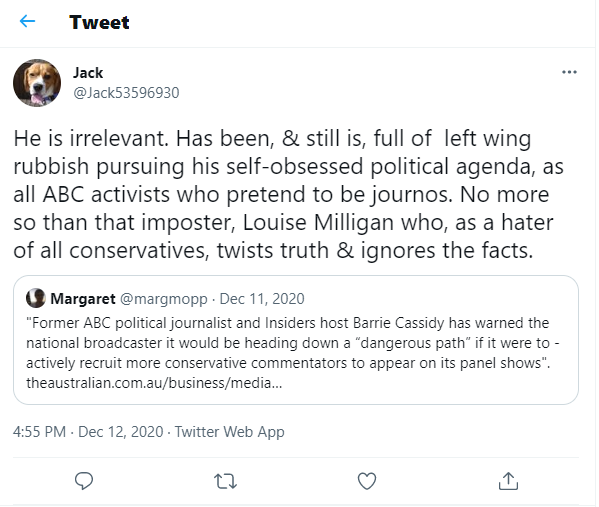 Tweet
Jack
@Jack53596930
He is irrelevant. Has been, & still is, full of left wing
rubbish pursuing his self-obsessed political agenda, as
all ABC activists who pretend to be journos. No more
so than that imposter, Louise Milligan who, as a hater
of all conservatives, twists truth & ignores the facts.
Margaret @margmopp · Dec 11, 2020
"Former ABC political journalist and Insiders host Barrie Cassidy has warned the
national broadcaster it would be heading down a “dangerous path” if it were to -
actively recruit more conservative commentators to appear on its panel shows".
theaustralian.com.au/business/media...
4:55 PM · Dec 12, 2020 · Twitter Web App